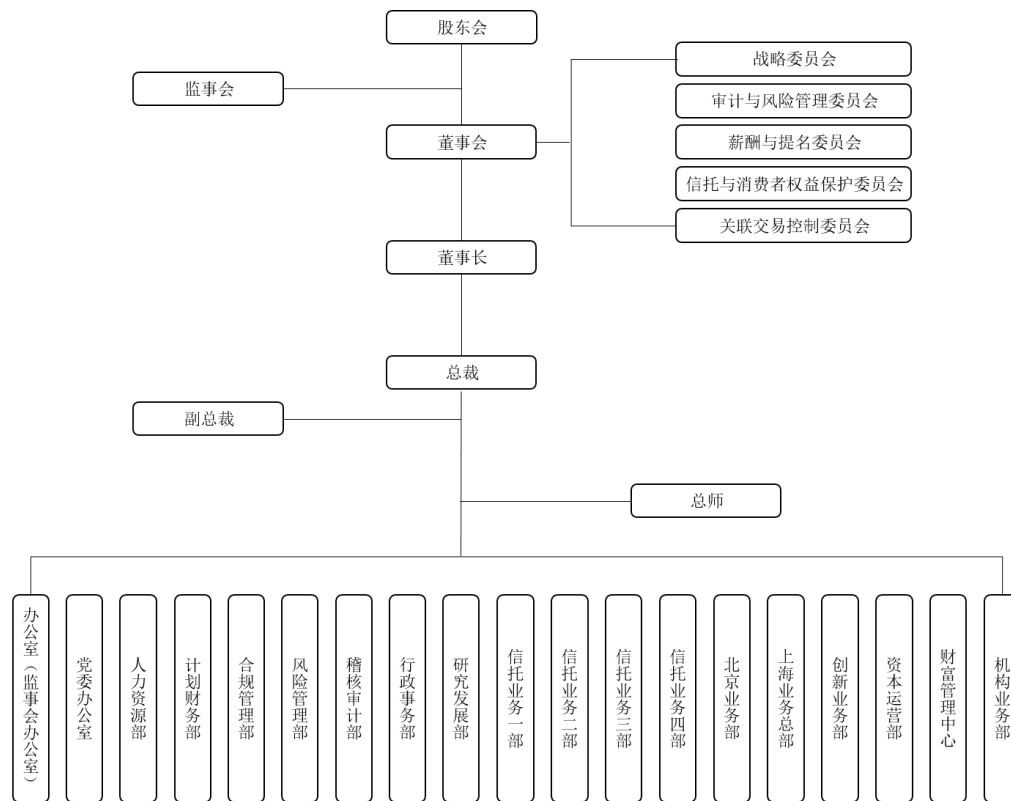 股东会
战略委员会
监事会
审计与风险管理委员会
董事会
薪酬与提名委员会
信托与消费者权益保护委员会
关联交易控制委员会
董事长
总裁
副总裁
总师
办公室（监事会办公室）
党委办公室
人力资源部
计划财务部
合规管理部
风险管理部
稽核审计部
行政事务部
研究发展部
信托业务一部
信托业务二部
信托业务三部
信托业务四部
北京业务部
上海业务总部
创新业务部
资本运营部
财富管理中心
机构业务部